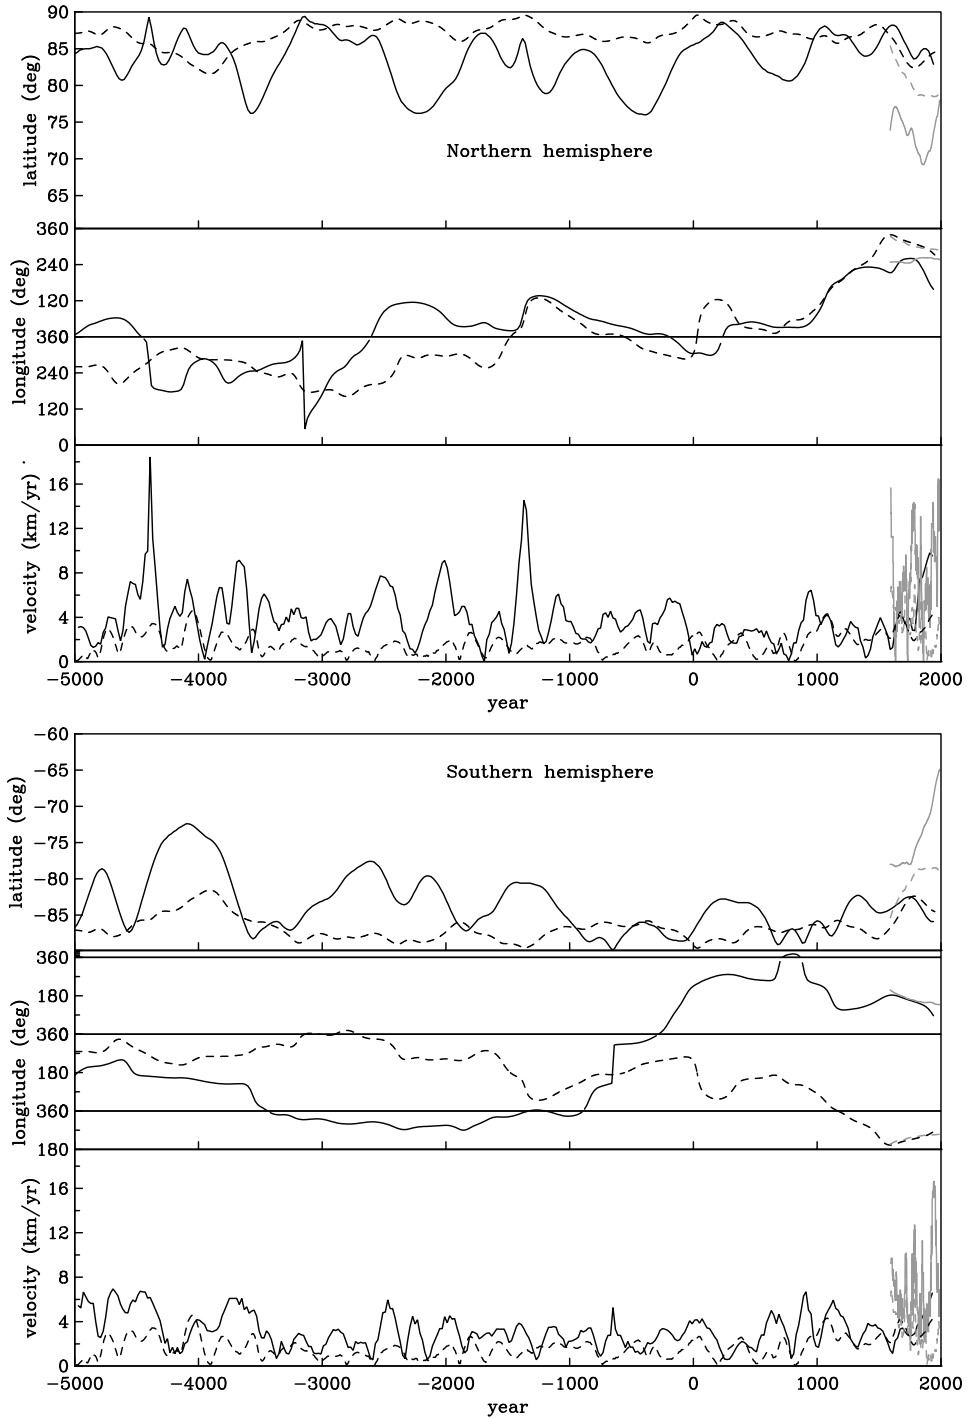 90
85
80
75
70
65
latitude (deg)
Northern hemisphere
360
240
120
360
240
120
0
longitude (deg)
16
12
8
4
0
velocity (km/yr)
−5000 −4000 −3000 −2000 −1000 0 1000 2000
year
−60
−65
−70
−75
−80
−85
latitude (deg)
Southern hemisphere
360
180
360
180
360
180
longitude (deg)
16
12
8
4
0
velocity (km/yr)
−5000 −4000 −3000 −2000 −1000 0 1000 2000
year